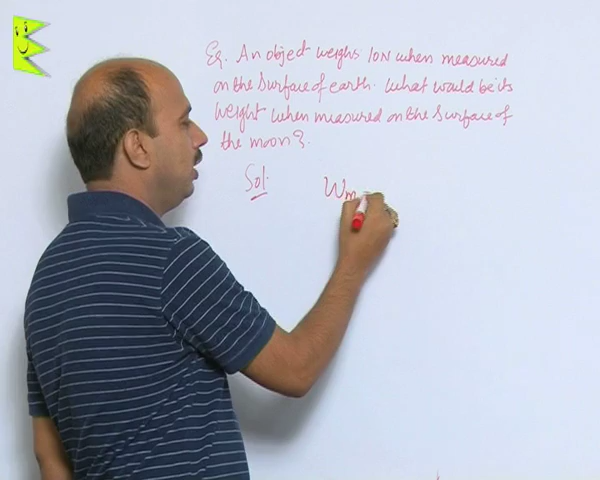 Eg. An object weighs 10N when measured
on the surface of earth. What would be its
weight when measured on the surface of
the moon?
Sol. Wm =